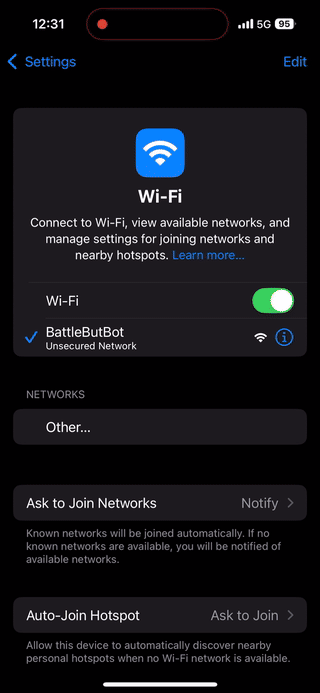 12:31
5G
95
Settings
Edit
Wi-Fi
Connect to Wi-Fi, view available networks, and
manage settings for joining networks and
nearby hotspots. Learn more...
Wi-Fi
BattleButBot
Unsecured Network
NETWORKS
Other...
Ask to Join Networks
Notify
Known networks will be joined automatically. If no
known networks are available, you will be notified of
available networks.
Auto-Join Hotspot
Ask to Join
Allow this device to automatically discover nearby
personal hotspots when no Wi-Fi network is available.